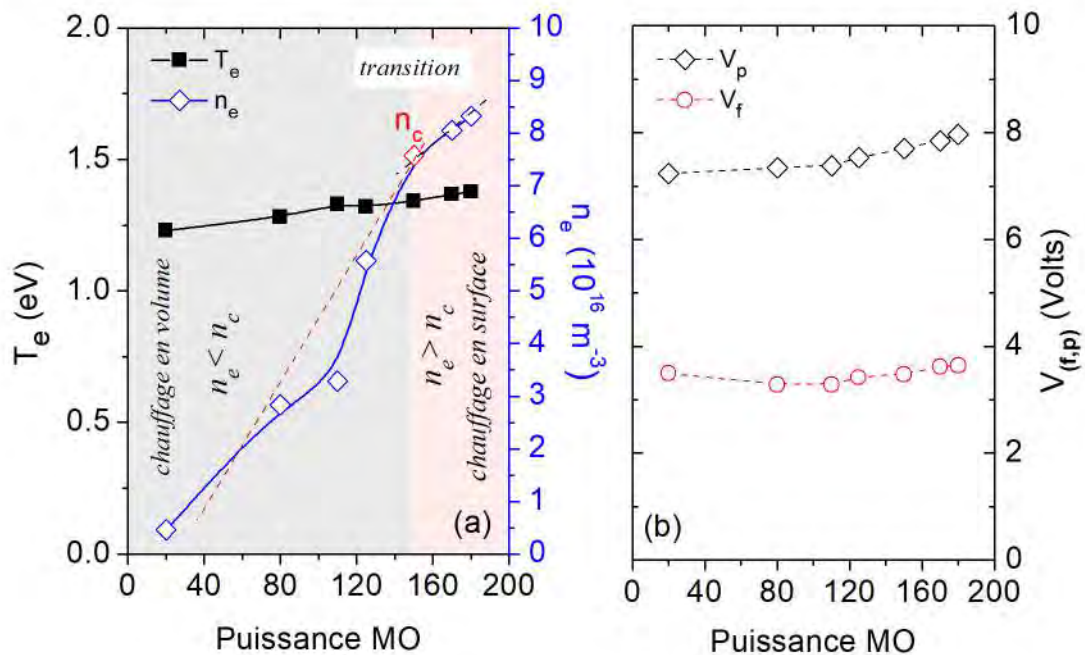 2.0
1.5
1.0
0.5
0.0
T_e (eV)
T_e
n_e
transition
n_c
chauffage en volume
n_e < n_c
n_e > n_c
chauffage en surface
(a)
10
9
8
7
6
5
4
3
2
1
0
n_e (10^16 m^-3)
0 40 80 120 160 200
Puissance MO
V_p
V_f
(b)
10
8
6
4
2
0
V_(f,p) (Volts)
0 40 80 120 160 200
Puissance MO